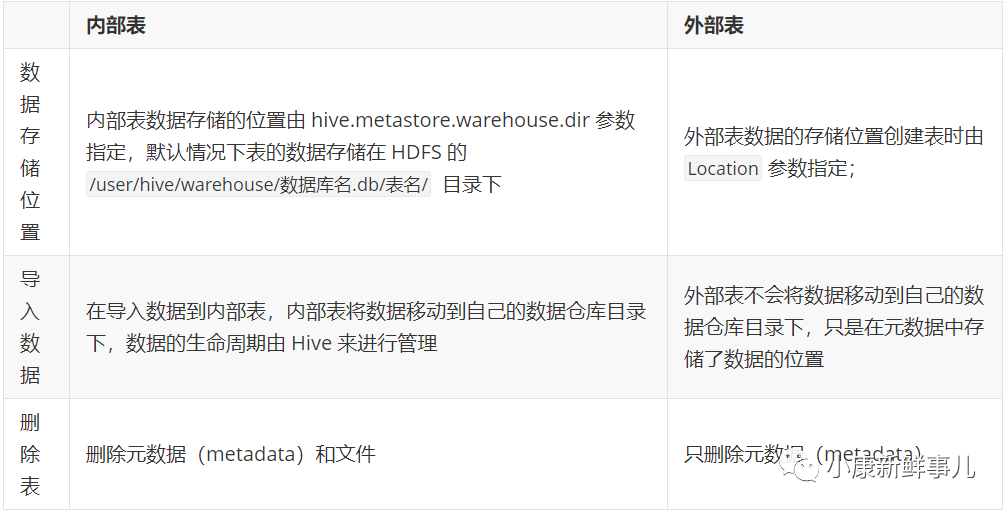 内部表
外部表
数
据
存
储
位
置
内部表数据存储的位置由 hive.metastore.warehouse.dir 参数
指定，默认情况下表的数据存储在 HDFS 的
/user/hive/warehouse/数据库名.db/表名/ 目录下
外部表数据的存储位置创建表时由
Location 参数指定；
导
入
数
据
在导入数据到内部表，内部表将数据移动到自己的数据仓库目录
下，数据的生命周期由 Hive 来进行管理
外部表不会将数据移动到自己的数
据仓库目录下，只是在元数据中存
储了数据的位置
删
除
表
删除元数据（metadata）和文件
只删除元数据（metadata）
小康新鲜事儿